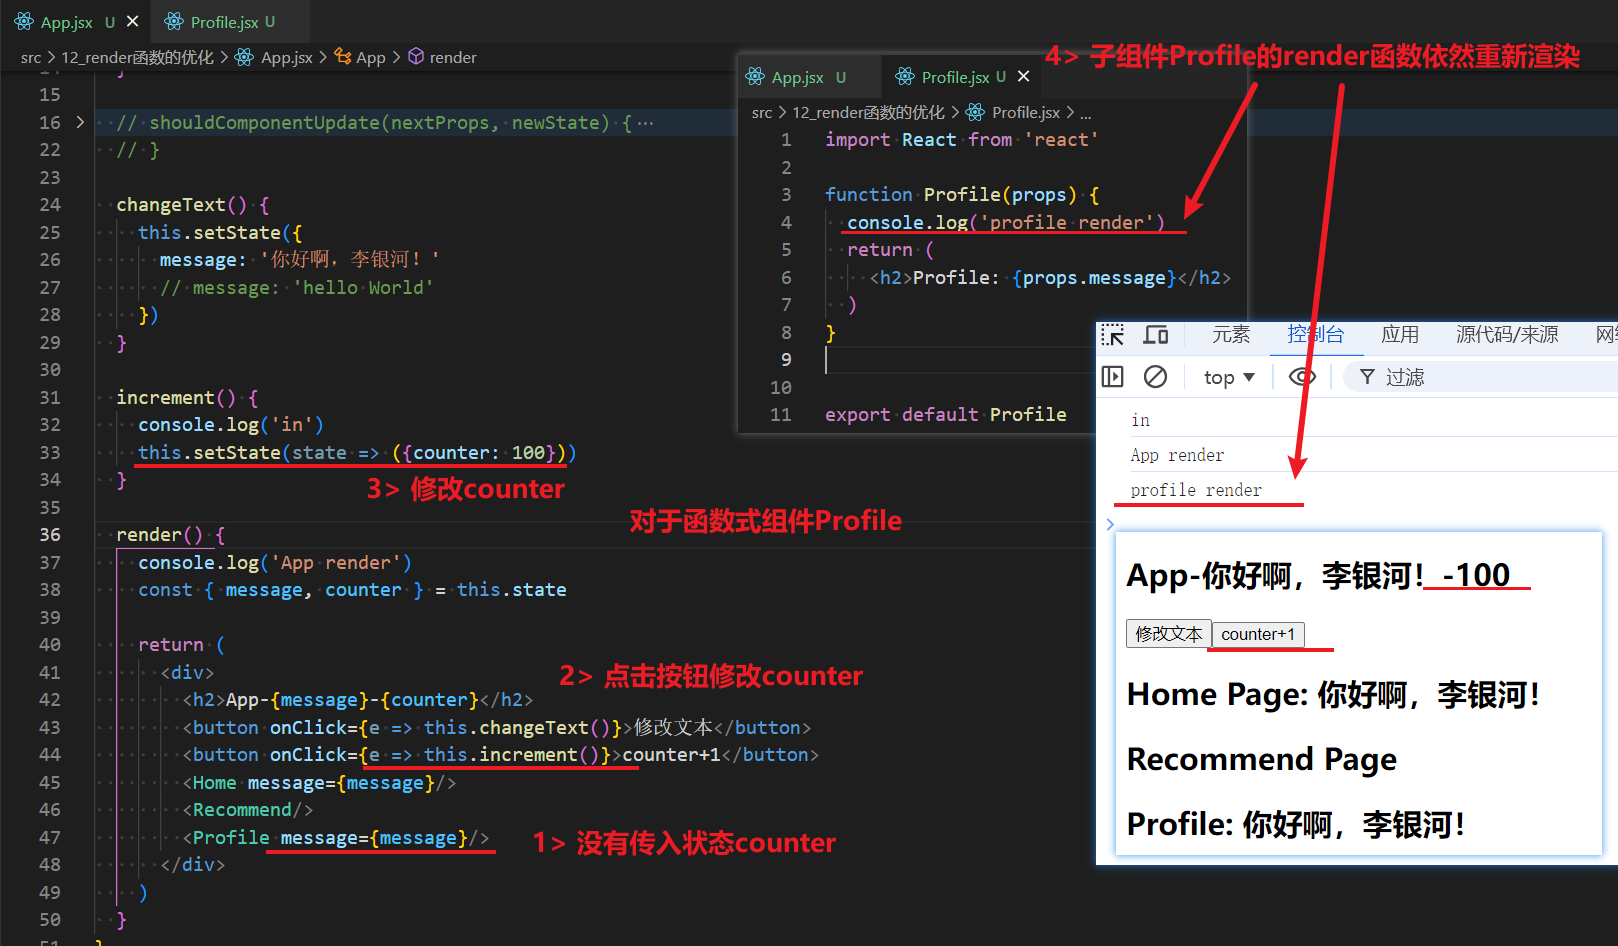 App.jsx U
Profile.jsx U
src > 12_render函数的优化 > App.jsx > App > render
15
16 // shouldComponentUpdate(nextProps, newState) { ···
22 // }
23
24 changeText() {
25 this.setState({
26 message: '你好啊，李银河！'
27 // message: 'hello World'
28 })
29 }
30
31 increment() {
32 console.log('in')
33 this.setState(state => ({counter: 100}))
34 }
3> 修改counter
35
36 render() {
对于函数式组件Profile
37 console.log('App render')
38 const { message, counter } = this.state
39
40 return (
41 <div>
2> 点击按钮修改counter
42 <h2>App-{message}-{counter}</h2>
43 <button onClick={e => this.changeText()}>修改文本</button>
44 <button onClick={e => this.increment()}>counter+1</button>
45 <Home message={message}/>
46 <Recommend/>
47 <Profile message={message}/>
1> 没有传入状态counter
48 </div>
49 )
50 }
4> 子组件Profile的render函数依然重新渲染
App.jsx U
Profile.jsx U
src > 12_render函数的优化 > Profile.jsx > ...
1 import React from 'react'
2
3 function Profile(props) {
4 console.log('profile render')
5 return (
6 <h2>Profile: {props.message}</h2>
7 )
8 }
9
10
11 export default Profile
元素 控制台 应用 源代码/来源
top 过滤
in
App render
profile render
App-你好啊，李银河！-100
修改文本 counter+1
Home Page: 你好啊，李银河！
Recommend Page
Profile: 你好啊，李银河！